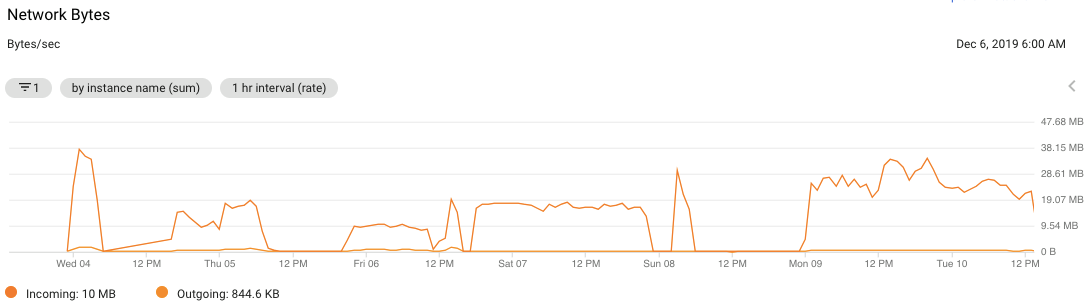 Network Bytes
Bytes/sec
Dec 6, 2019 6:00 AM
1
by instance name (sum)
1 hr interval (rate)
47.68 MB
38.15 MB
28.61 MB
19.07 MB
9.54 MB
0 B
Wed 04
12 PM
Thu 05
12 PM
Fri 06
12 PM
Sat 07
12 PM
Sun 08
12 PM
Mon 09
12 PM
Tue 10
12 PM
Incoming: 10 MB
Outgoing: 844.6 KB